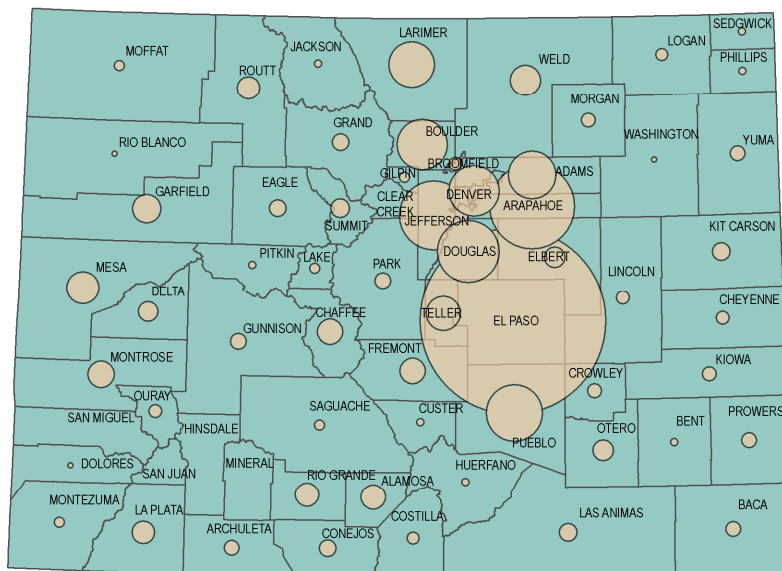 SEDGWICK
LARIMER
LOGAN
JACKSON
MOFFAT
WELD
PHILLIPS
ROUTT
MORGAN
GRAND
BOULDER
WASHINGTON
YUMA
RIO BLANCO
BROOMFIELD
GILPIN
ADAMS
EAGLE
GARFIELD
CLEAR
CREEK
DENVER
ARAPAHOE
SUMMIT
JEFFERSON
KIT CARSON
PITKIN
LAKE
DOUGLAS
ELBERT
MESA
PARK
LINCOLN
DELTA
CHEYENNE
GUNNISON
CHAFFEE
TELLER
EL PASO
MONTROSE
FREMONT
KIOWA
CROWLEY
OURAY
SAGUACHE
CUSTER
SAN MIGUEL
HINSDALE
PUEBLO
OTERO
BENT
PROWERS
DOLORES
SAN JUAN
MINERAL
RIO GRANDE
ALAMOSA
HUERFANO
MONTEZUMA
LA PLATA
ARCHULETA
CONEJOS
COSTILLA
LAS ANIMAS
BACA